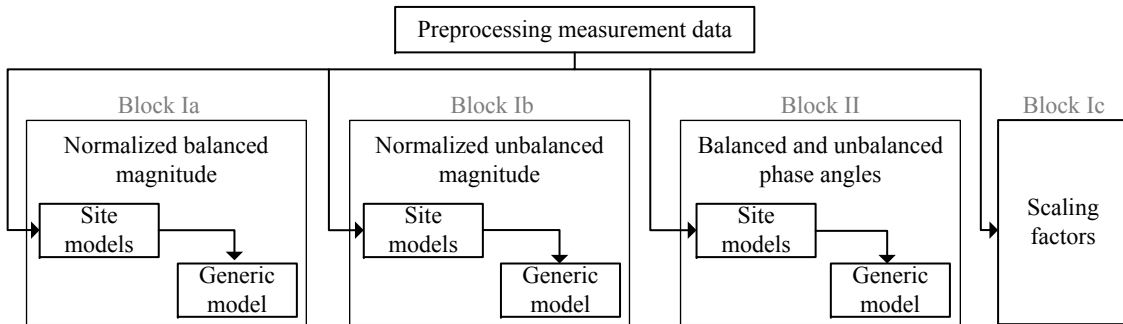 Preprocessing measurement data
Block Ia
Normalized balanced
magnitude
Site
models
Generic
model
Block Ib
Normalized unbalanced
magnitude
Site
models
Generic
model
Block II
Balanced and unbalanced
phase angles
Site
models
Generic
model
Block Ic
Scaling
factors